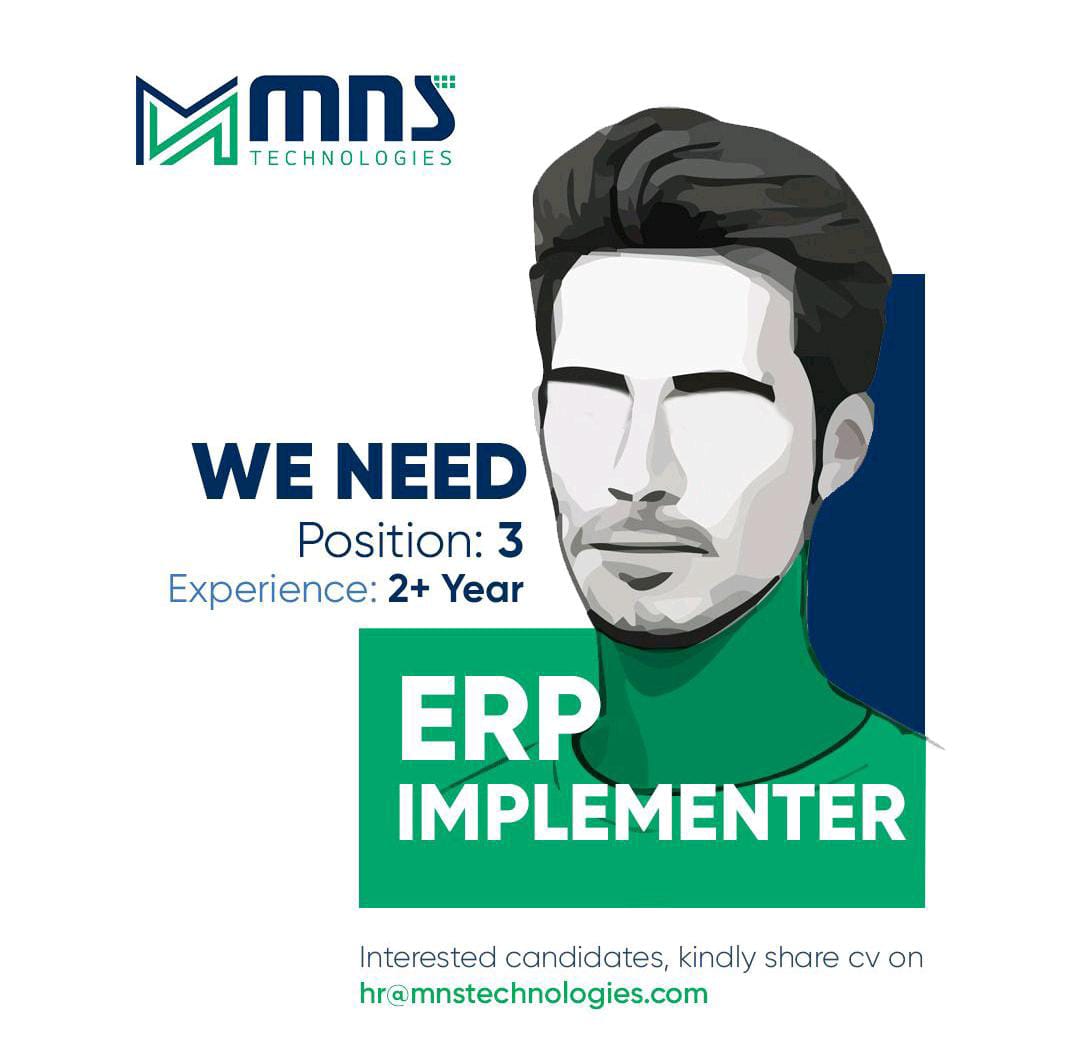 mns
TECHNOLOGIES
WE NEED
Position: 3
Experience: 2+ Year
ERP
IMPLEMENTER
Interested candidates, kindly share cv on
hr@mnstechnologies.com